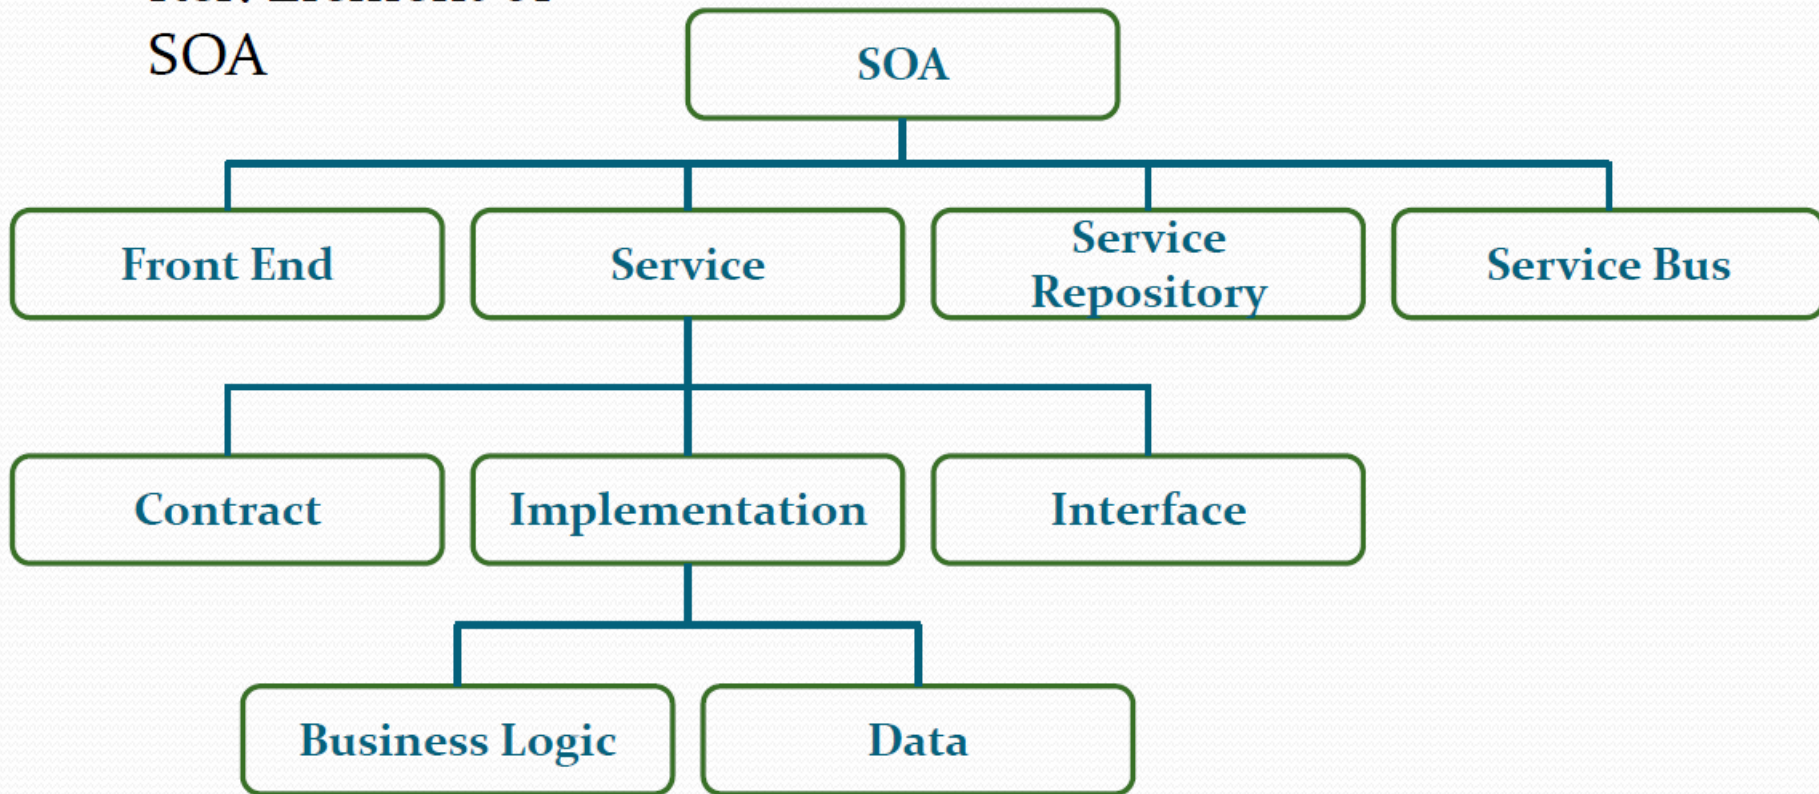 SOA
SOA
Front End
Service
Service
Repository
Service Bus
Contract
Implementation
Interface
Business Logic
Data